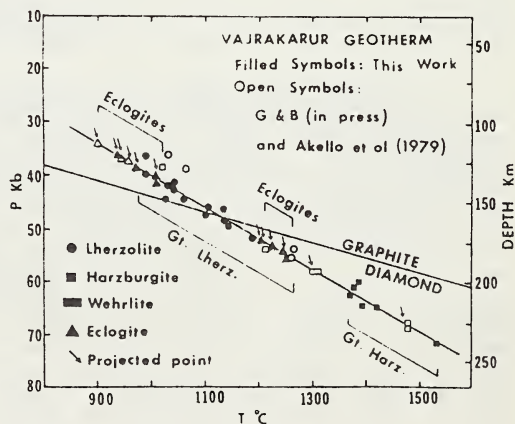 VAJRAKARUR GEOTHERM
Filled Symbols: This Work
Open Symbols:
G & B (in press)
and Akello et al (1979)
Eclogites
Eclogites
GRAPHITE
DIAMOND
Gt. Lherz.
Gt. Harz.
Lherzolite
Harzburgite
Wehrlite
Eclogite
Projected point
P Kb
10
20
30
40
50
60
70
80
DEPTH Km
50
100
150
200
250
900
1100
1300
1500
T °C